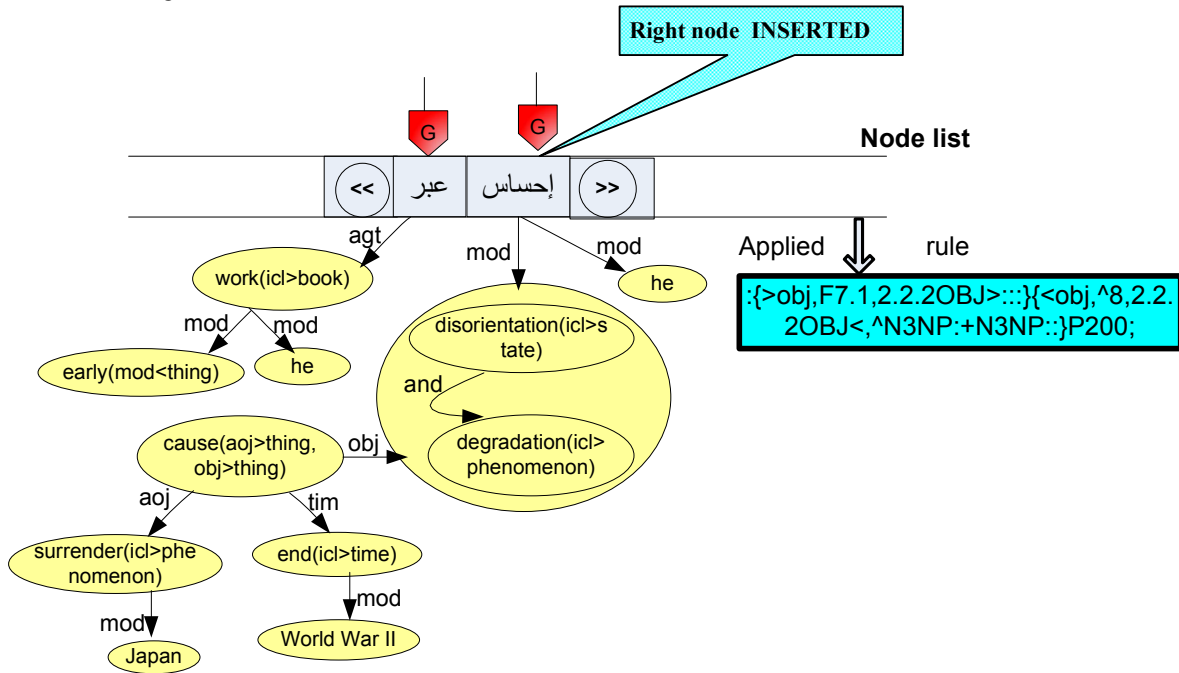 Right node INSERTED
G
G
Node list
<<
عبر
إحساس
>>
agt
mod
mod
Applied
rule
work(icl>book)
he
:{>obj,F7.1,2.2.2OBJ>:::}{<obj,^8,2.2.
2OBJ<,^N3NP:+N3NP::}P200;
mod
mod
disorientation(icl>s
tate)
early(mod<thing)
he
and
cause(aoj>thing,
obj>thing)
obj
degradation(icl>
phenomenon)
aoj
tim
surrender(icl>phe
nomenon)
end(icl>time)
mod
mod
Japan
World War II